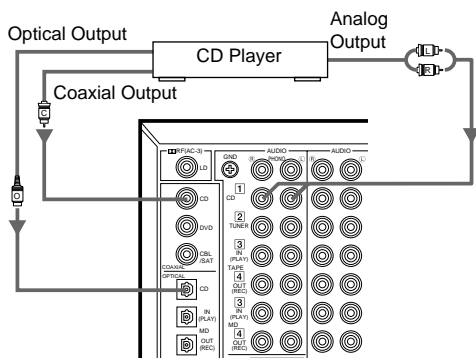 Optical Output
Analog
Output
CD Player
L
R
Coaxial Output
C
O
RF(AC-3)
LD
GND
AUDIO
AUDIO
R PHONO L
R L
CD
1
CD
DVD
2
TUNER
CBL
/SAT
3
IN
(PLAY)
COAXIAL
TAPE
OPTICAL
4
OUT
(REC)
CD
IN
(PLAY)
3
IN
(PLAY)
MD
MD
OUT
(REC)
4
OUT
(REC)